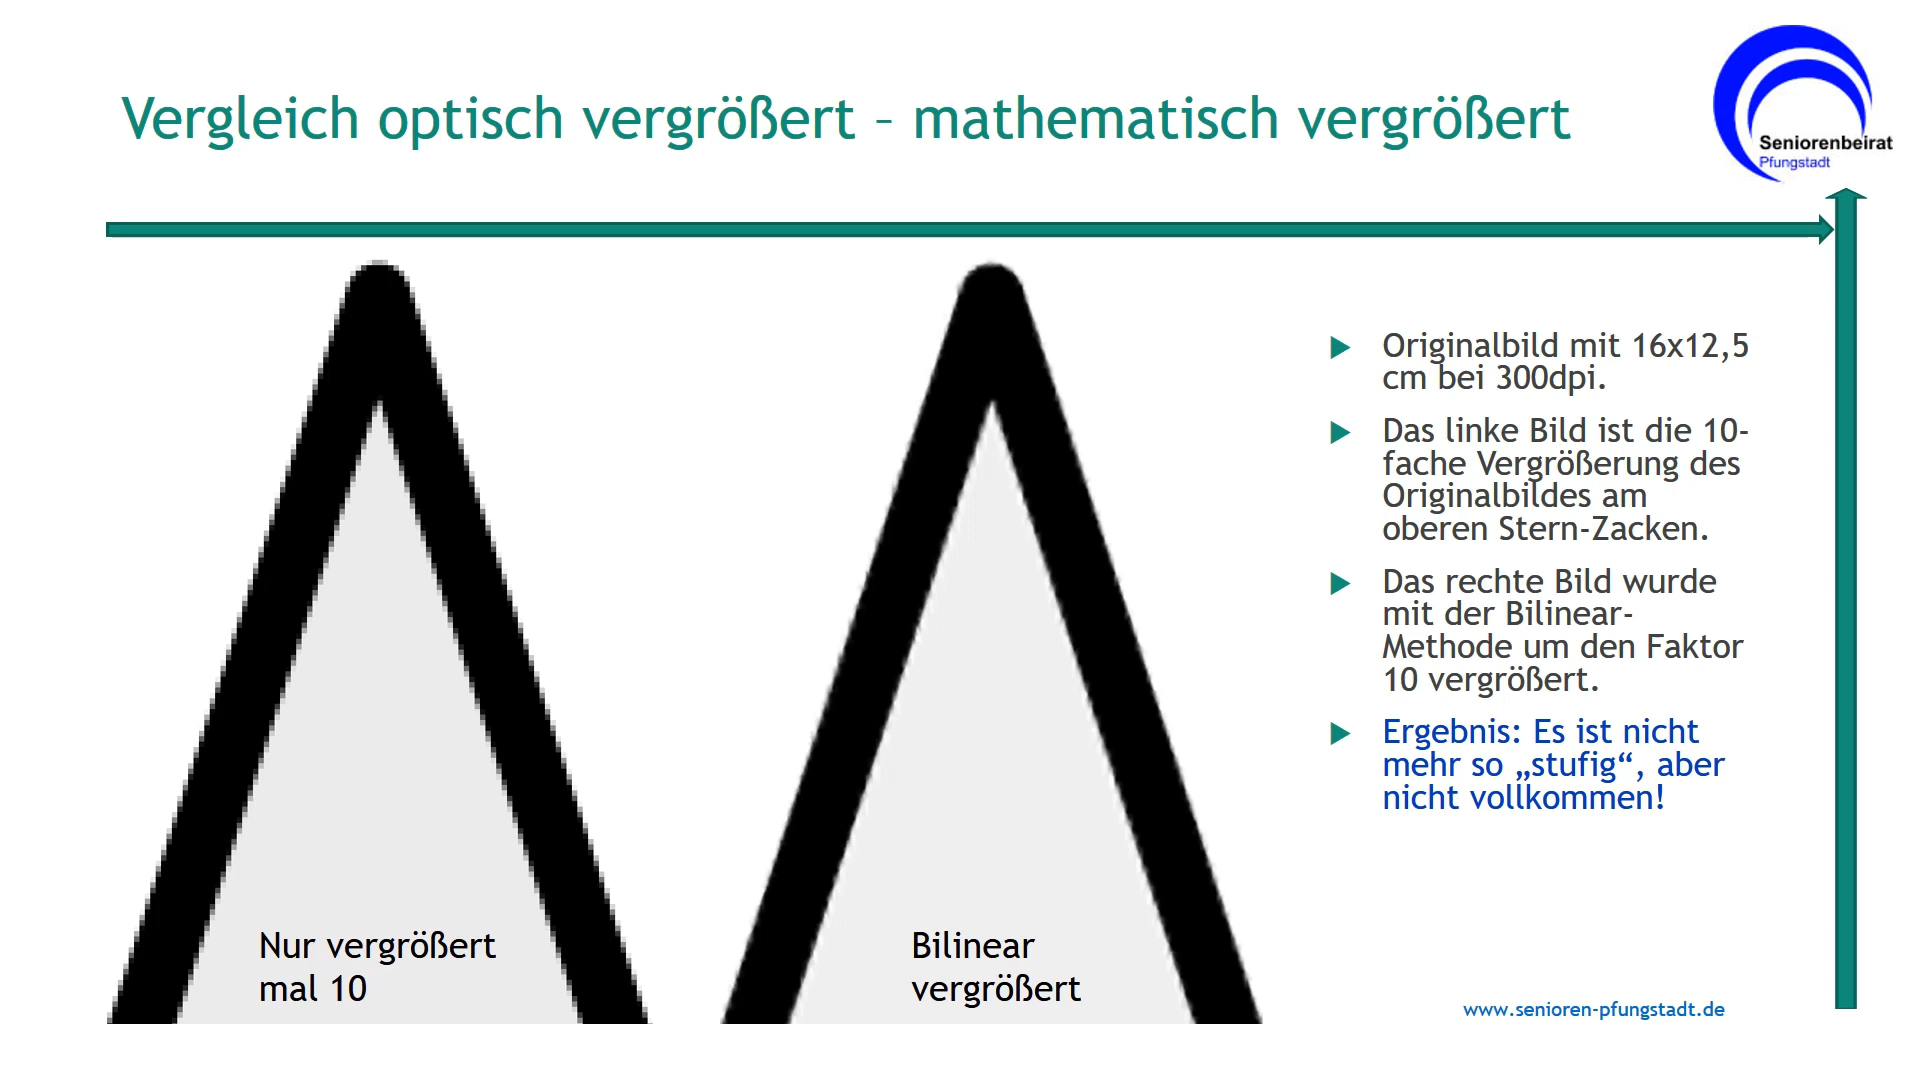 Vergleich optisch vergrößert – mathematisch vergrößert
Seniorenbeirat
Pfungstadt
Originalbild mit 16x12,5
cm bei 300dpi.
Das linke Bild ist die 10-
fache Vergrößerung des
Originalbildes am
oberen Stern-Zacken.
Das rechte Bild wurde
mit der Bilinear-
Methode um den Faktor
10 vergrößert.
Ergebnis: Es ist nicht
mehr so „stufig“, aber
nicht vollkommen!
Nur vergrößert
mal 10
Bilinear
vergrößert
www.senioren-pfungstadt.de